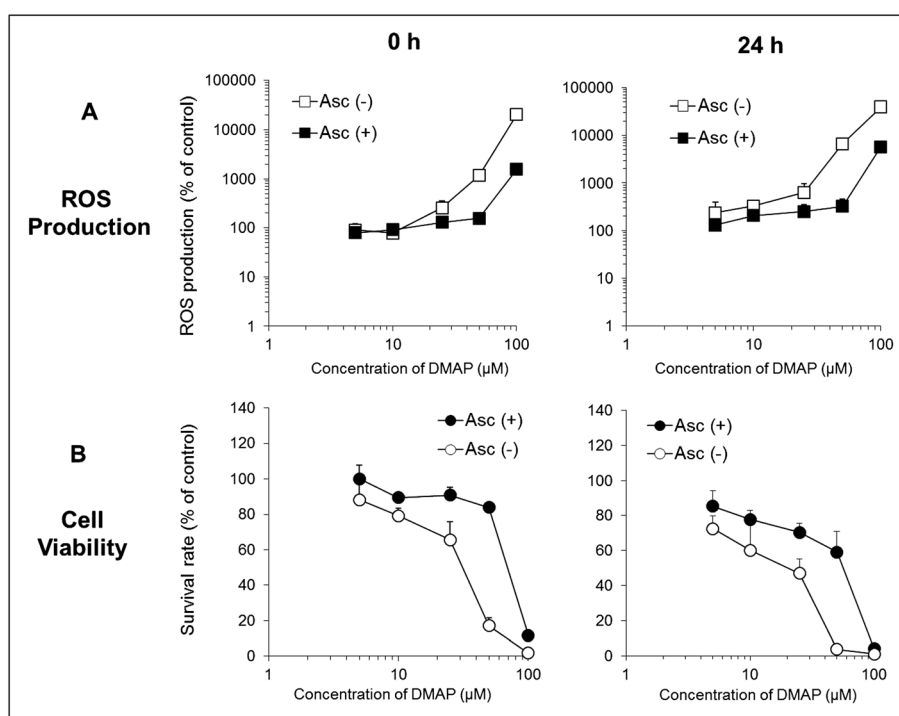 0 h
24 h
A
ROS
Production
ROS production (% of control)
100000
10000
1000
100
10
1
Asc (-)
Asc (+)
1
10
100
Concentration of DMAP (µM)
100000
10000
1000
100
10
1
Asc (-)
Asc (+)
1
10
100
Concentration of DMAP (µM)
B
Cell
Viability
Survival rate (% of control)
140
120
100
80
60
40
20
0
Asc (+)
Asc (-)
1
10
100
Concentration of DMAP (µM)
140
120
100
80
60
40
20
0
Asc (+)
Asc (-)
1
10
100
Concentration of DMAP (µM)